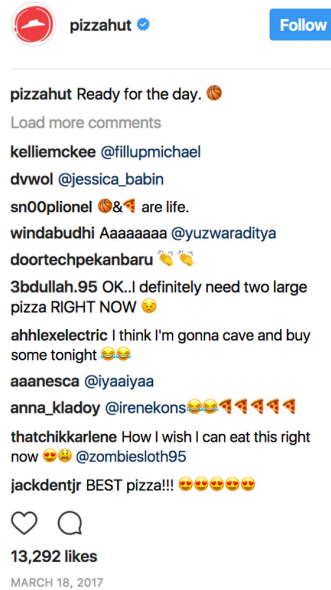 pizzahut Follow
pizzahut Ready for the day. 🏀
Load more comments
kelliemckee @fillupmichael
dvwol @jessica_babin
sn00plionel 🏀&🍕 are life.
windabudhi Aaaaaaaa @yuzwaraditya
doortechpekanbaru 👏 👏
3bdullah.95 OK..I definitely need two large
pizza RIGHT NOW 😣
ahhlexelectric I think I'm gonna cave and buy
some tonight 😂😂
aaanesca @iyaaiyaa
anna_kladoy @irenekons😂😂🍕🍕🍕🍕🍕
thatchikkarlene How I wish I can eat this right
now 😍😫 @zombiesloth95
jackdentjr BEST pizza!!! 😍😍😍😍😍
13,292 likes
MARCH 18, 2017